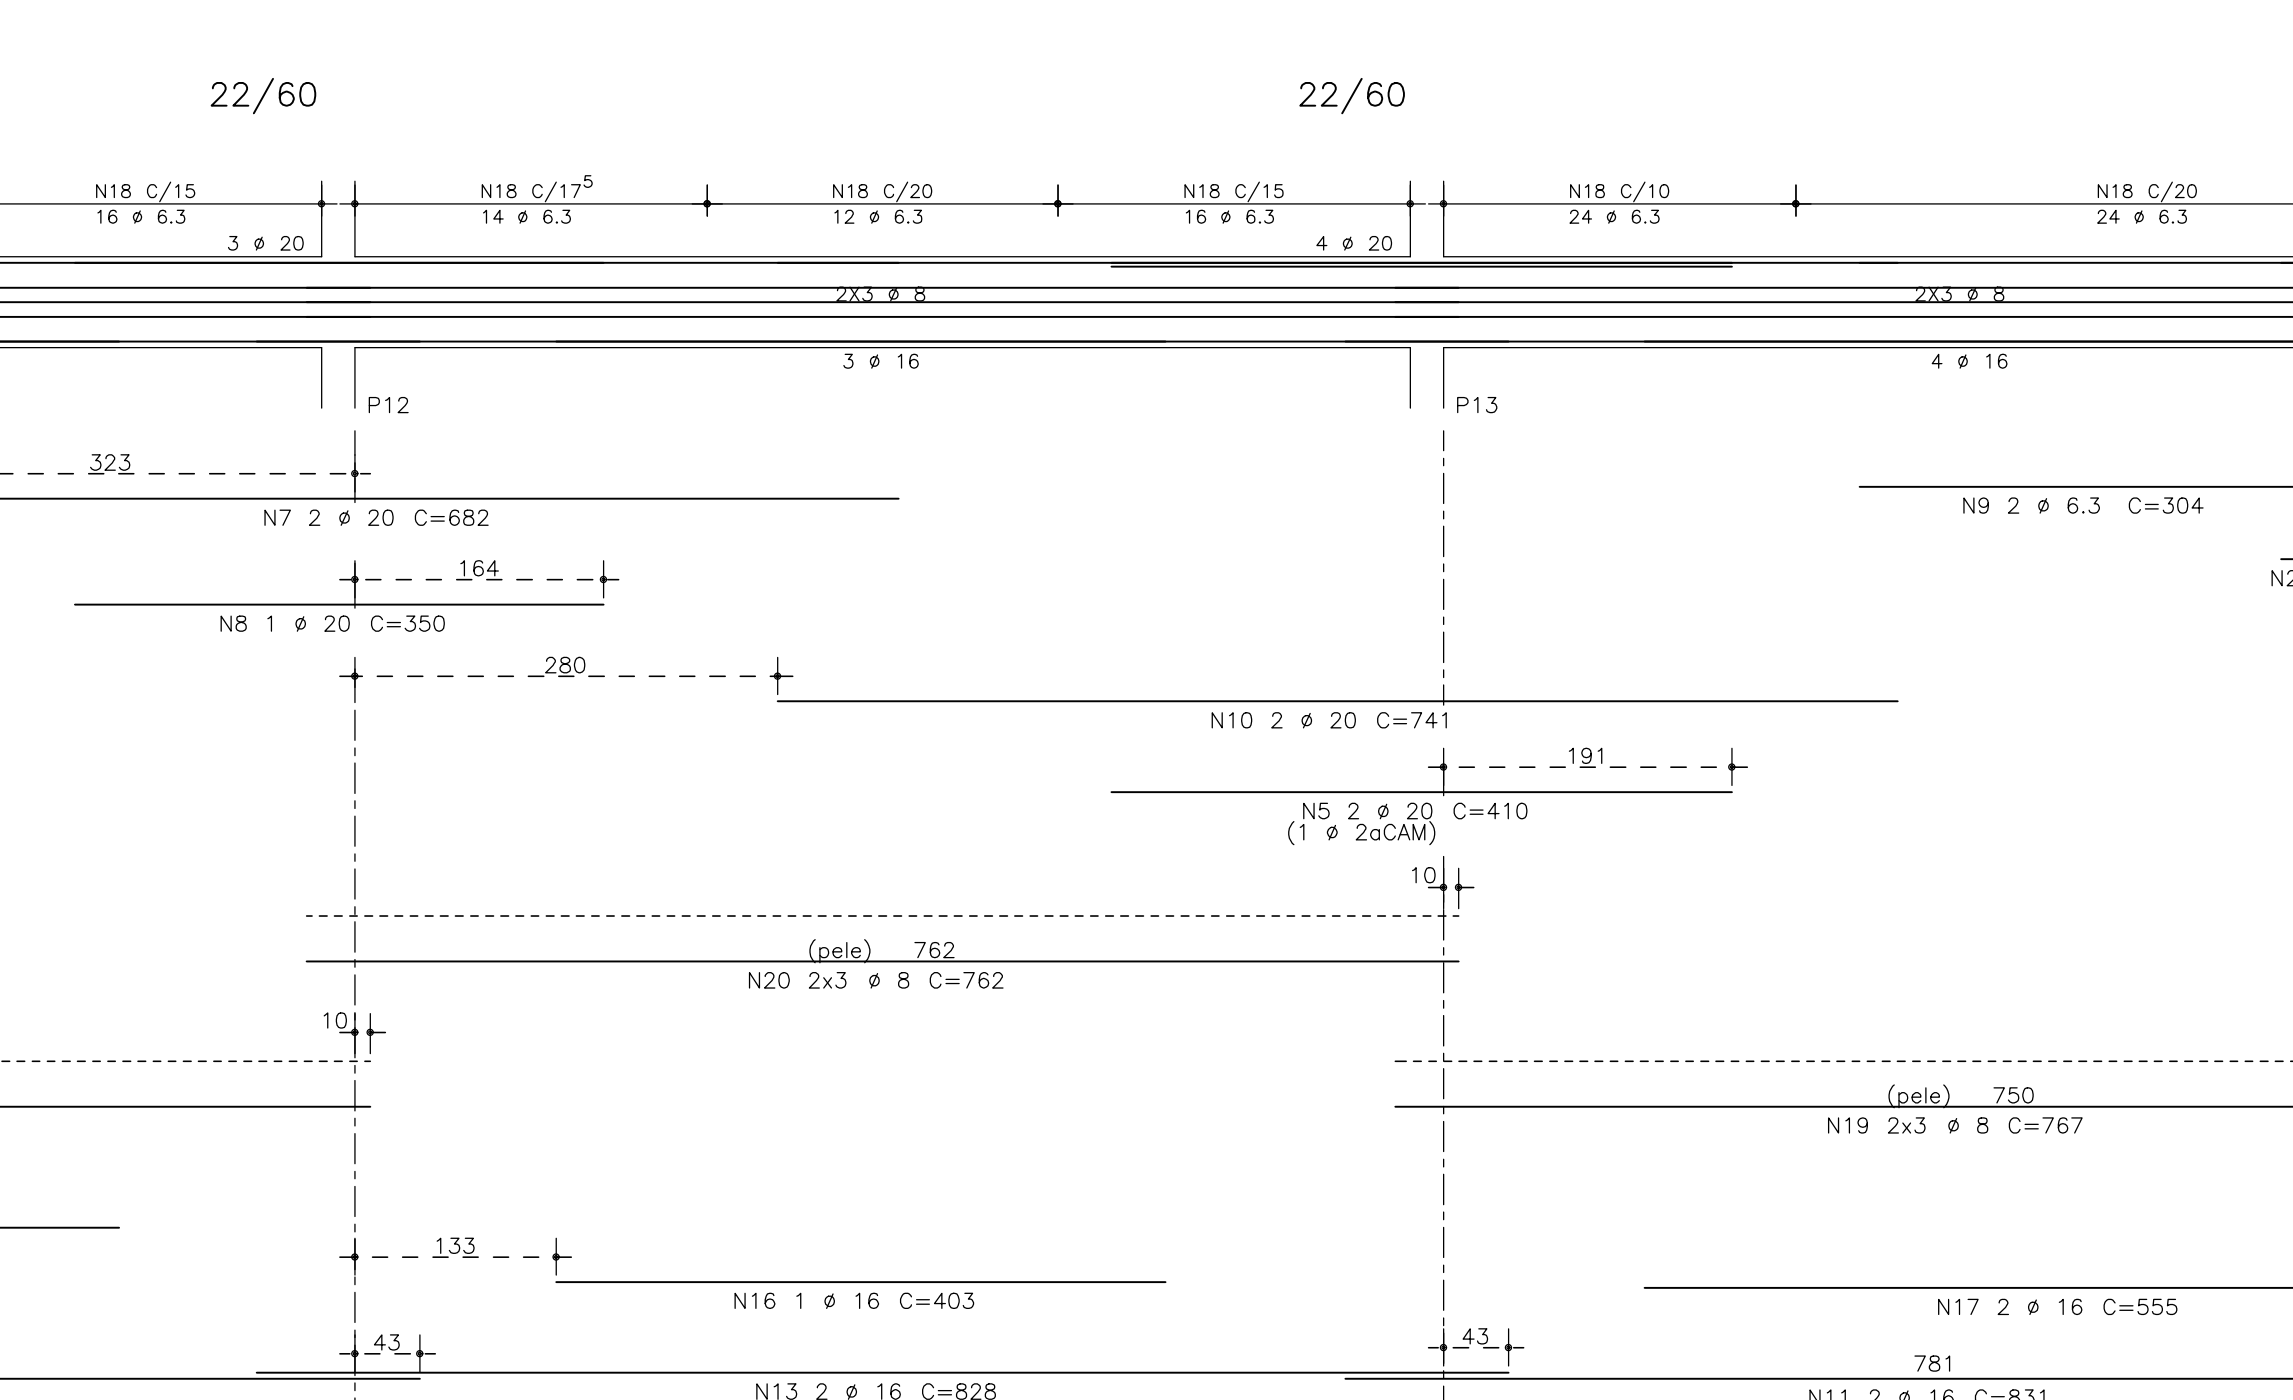 22/60 22/60
N18 C/15 N18 C/17⁵ N18 C/20 N18 C/15 N18 C/10 N18 C/20
16 ø 6.3 14 ø 6.3 12 ø 6.3 16 ø 6.3 24 ø 6.3 24 ø 6.3
3 ø 20 4 ø 20
2X3 ø 8 2X3 ø 8
3 ø 16 4 ø 16
P12 P13
323
N7 2 ø 20 C=682 N9 2 ø 6.3 C=304
164
N8 1 ø 20 C=350
280
N10 2 ø 20 C=741
191
N5 2 ø 20 C=410
(1 ø 2aCAM)
10
(pele) 762
N20 2x3 ø 8 C=762
10
(pele) 750
N19 2x3 ø 8 C=767
133
N16 1 ø 16 C=403 N17 2 ø 16 C=555
43 43
781
N13 2 ø 16 C=828 N11 2 ø 16 C=831